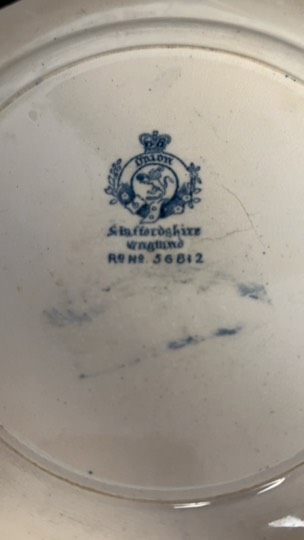 Onion
Staffordshire
England
Rd No. 56812